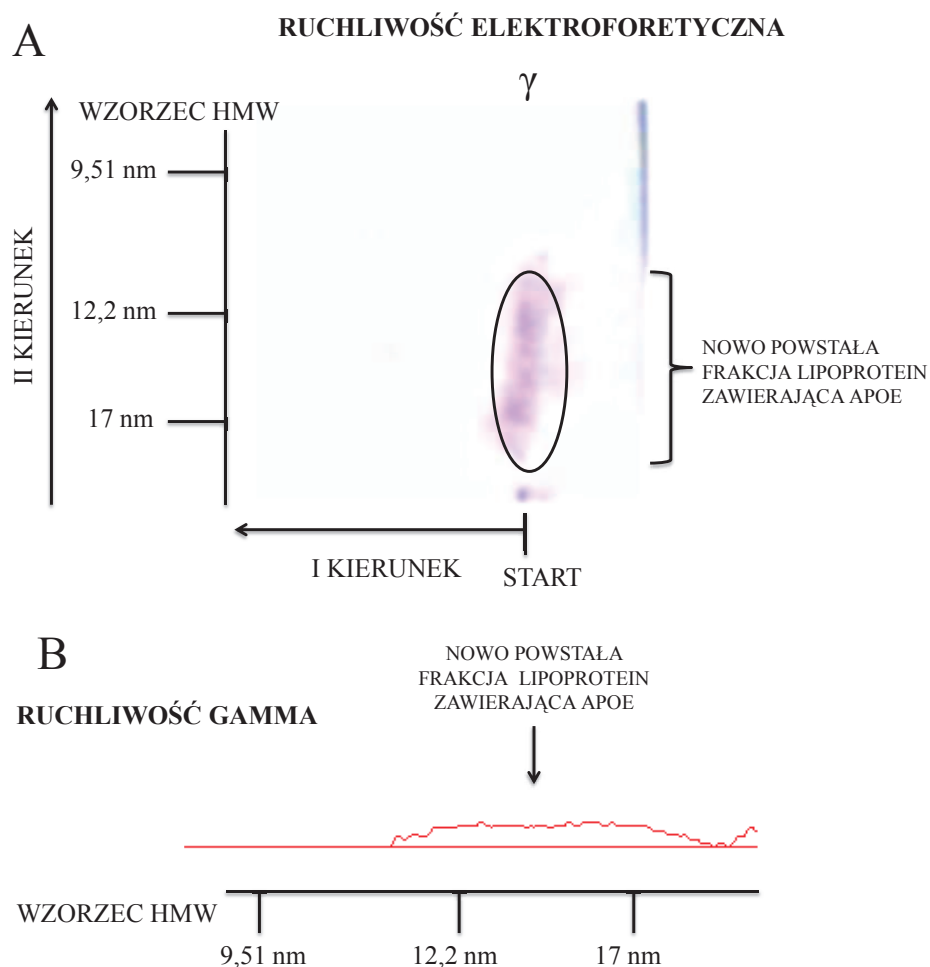 A
RUCHLIWOŚĆ ELEKTROFORETYCZNA
γ
WZORZEC HMW
9,51 nm
12,2 nm
17 nm
II KIERUNEK
NOWO POWSTAŁA
FRAKCJA LIPOPROTEIN
ZAWIERAJĄCA APOE
I KIERUNEK
START
B
NOWO POWSTAŁA
FRAKCJA LIPOPROTEIN
ZAWIERAJĄCA APOE
RUCHLIWOŚĆ GAMMA
WZORZEC HMW
9,51 nm
12,2 nm
17 nm